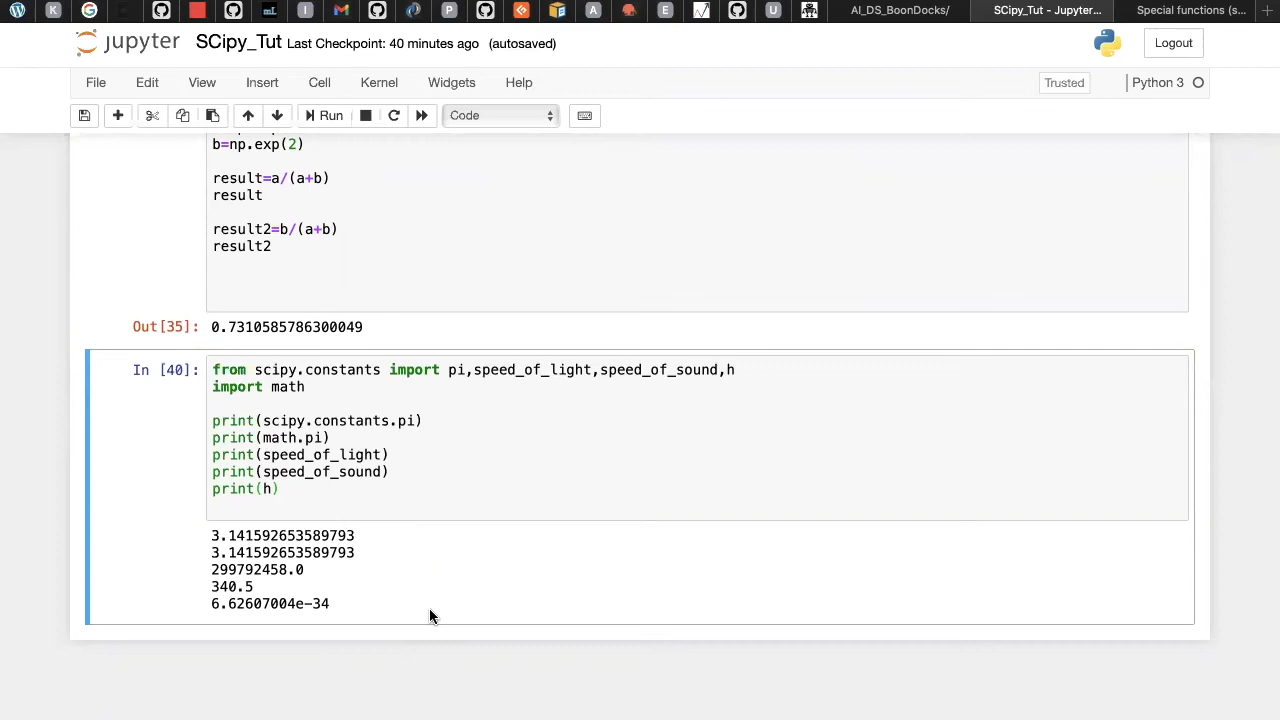 AI_DS_BoonDocks/
SCipy_Tut - Jupyter...
Special functions (s...
jupyter SCipy_Tut Last Checkpoint: 40 minutes ago (autosaved)
Logout
File Edit View Insert Cell Kernel Widgets Help
Trusted
Python 3
Run
Code
b=np.exp(2)
result=a/(a+b)
result
result2=b/(a+b)
result2
Out[35]: 0.7310585786300049
In [40]: from scipy.constants import pi,speed_of_light,speed_of_sound,h
import math
print(scipy.constants.pi)
print(math.pi)
print(speed_of_light)
print(speed_of_sound)
print(h)
3.141592653589793
3.141592653589793
299792458.0
340.5
6.62607004e-34